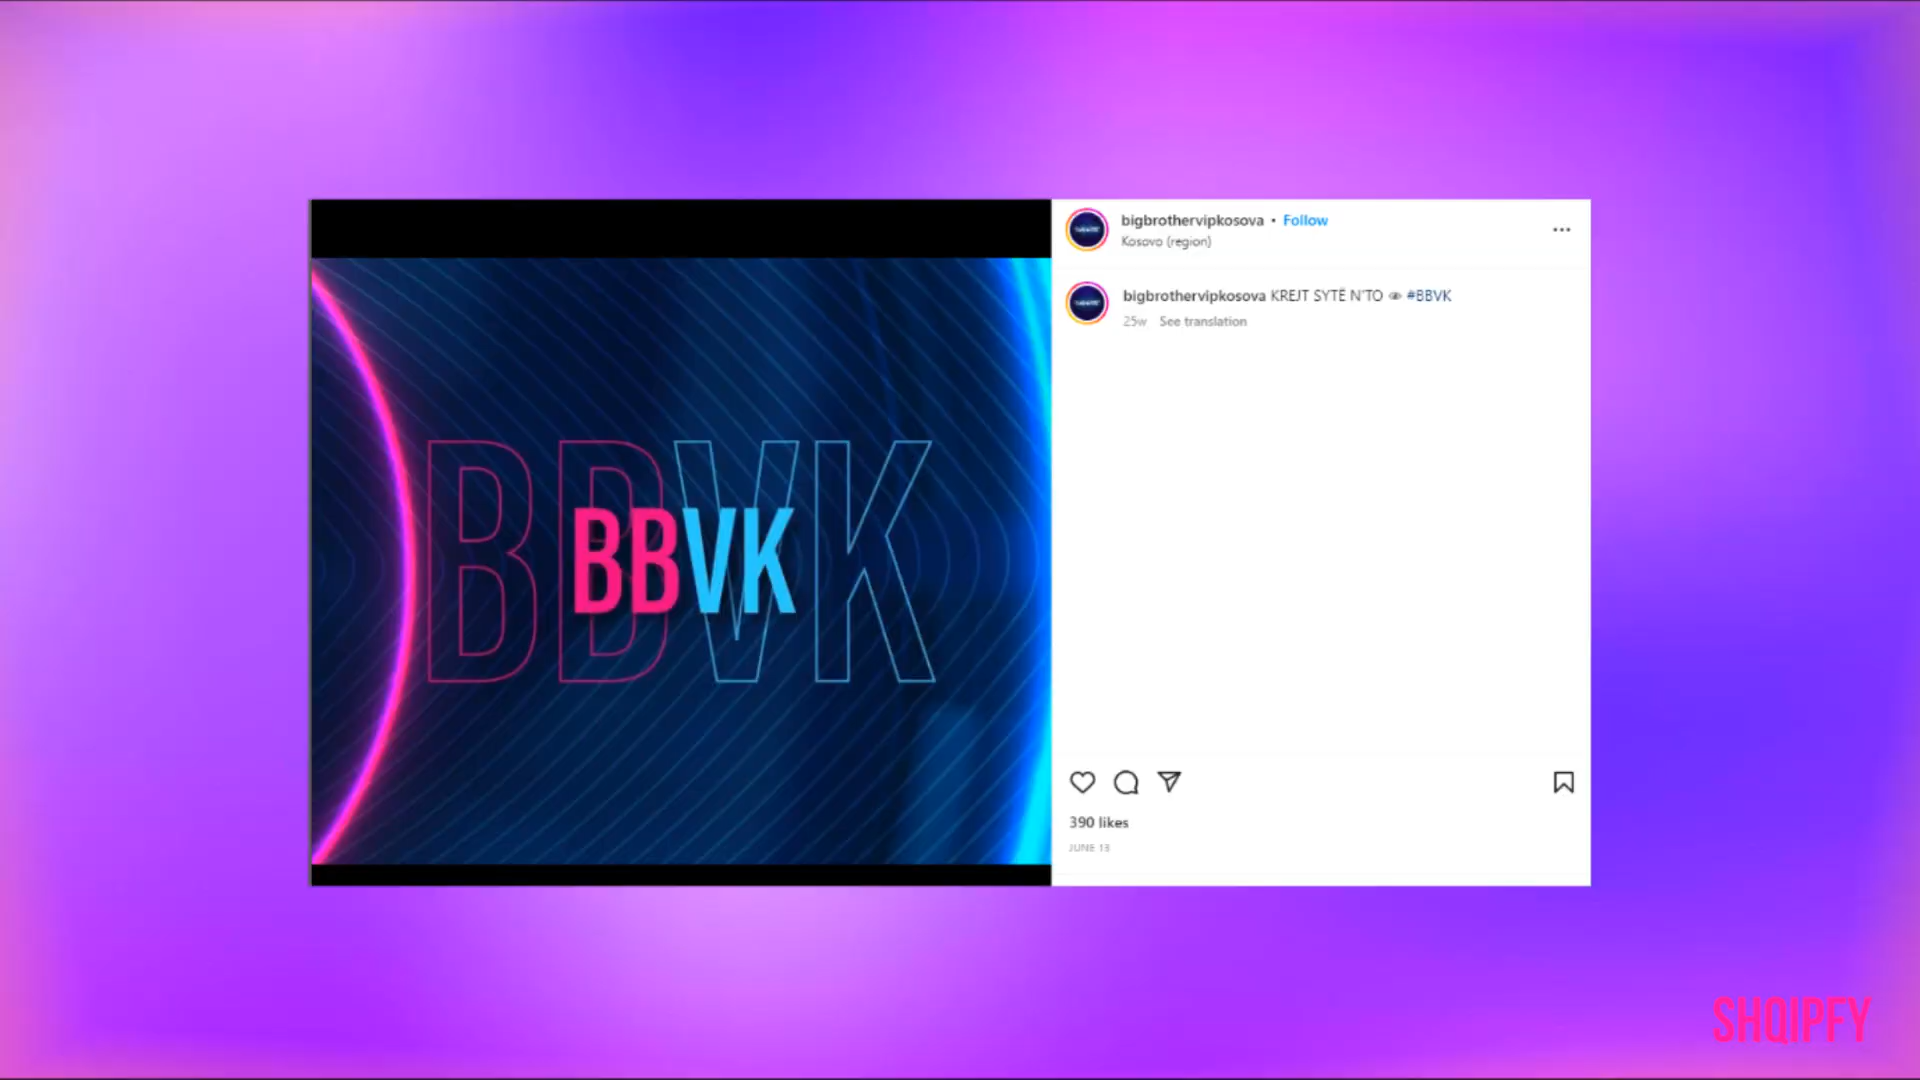 BBVK
BBVK
bigbrothervipkosova • Follow
Kosovo (region)
bigbrothervipkosova KREJT SYTË N'TO 👁 #BBVK
25w See translation
390 likes
JUNE 13
SHQIPFY